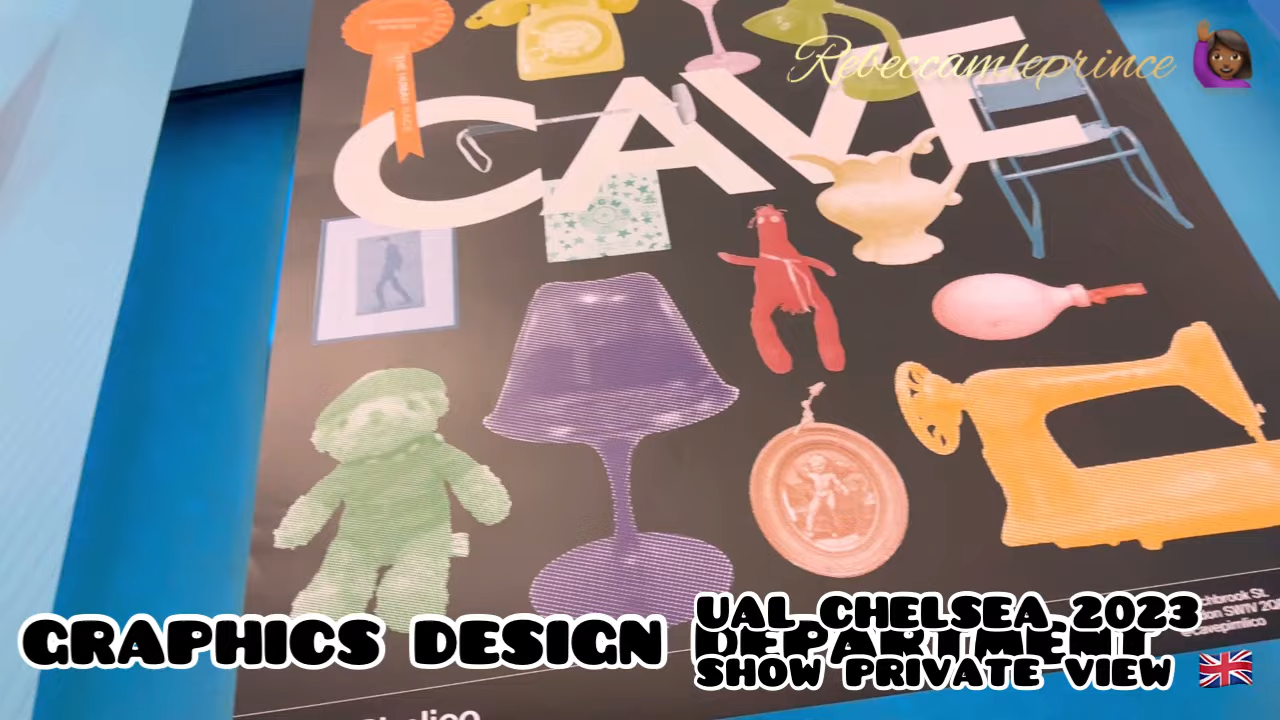 Rebeccamleprince
CAVE
GRAPHICS DESIGN DEPARTMENT
UAL CHELSEA 2023
SHOW PRIVATE VIEW
@cavepimlico